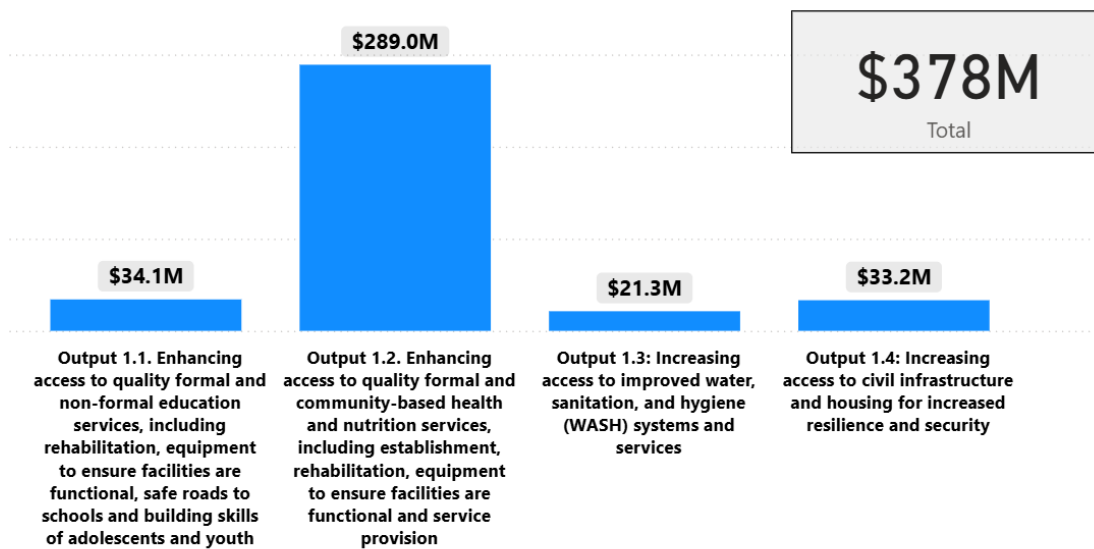 $289.0M
$378M
Total
$34.1M
$21.3M
$33.2M
Output 1.1. Enhancing
access to quality formal and
non-formal education
services, including
rehabilitation, equipment
to ensure facilities are
functional, safe roads to
schools and building skills
of adolescents and youth
Output 1.2. Enhancing
access to quality formal and
community-based health
and nutrition services,
including establishment,
rehabilitation, equipment
to ensure facilities are
functional and service
provision
Output 1.3: Increasing
access to improved water,
sanitation, and hygiene
(WASH) systems and
services
Output 1.4: Increasing
access to civil infrastructure
and housing for increased
resilience and security